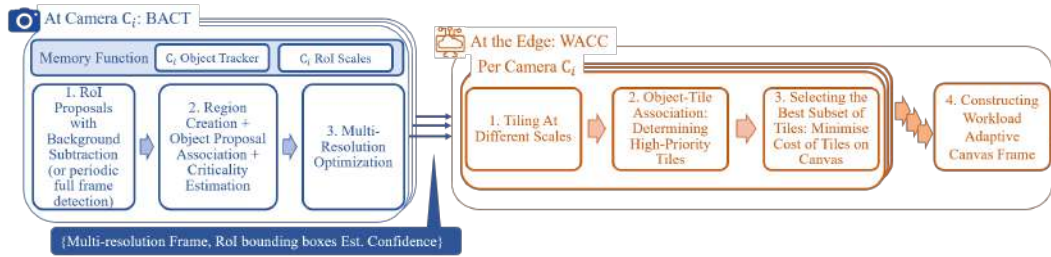 At Camera Cᵢ: BACT
Memory Function
Cᵢ Object Tracker
Cᵢ RoI Scales
1. RoI
Proposals
with
Background
Subtraction
(or periodic
full frame
detection)
2. Region
Creation +
Object Proposal
Association +
Criticality
Estimation
3. Multi-
Resolution
Optimization
{Multi-resolution Frame, RoI bounding boxes Est. Confidence}
At the Edge: WACC
Per Camera Cᵢ
1. Tiling At
Different Scales
2. Object-Tile
Association:
Determining
High-Priority
Tiles
3. Selecting the
Best Subset of
Tiles: Minimise
Cost of Tiles on
Canvas
4. Constructing
Workload
Adaptive
Canvas Frame